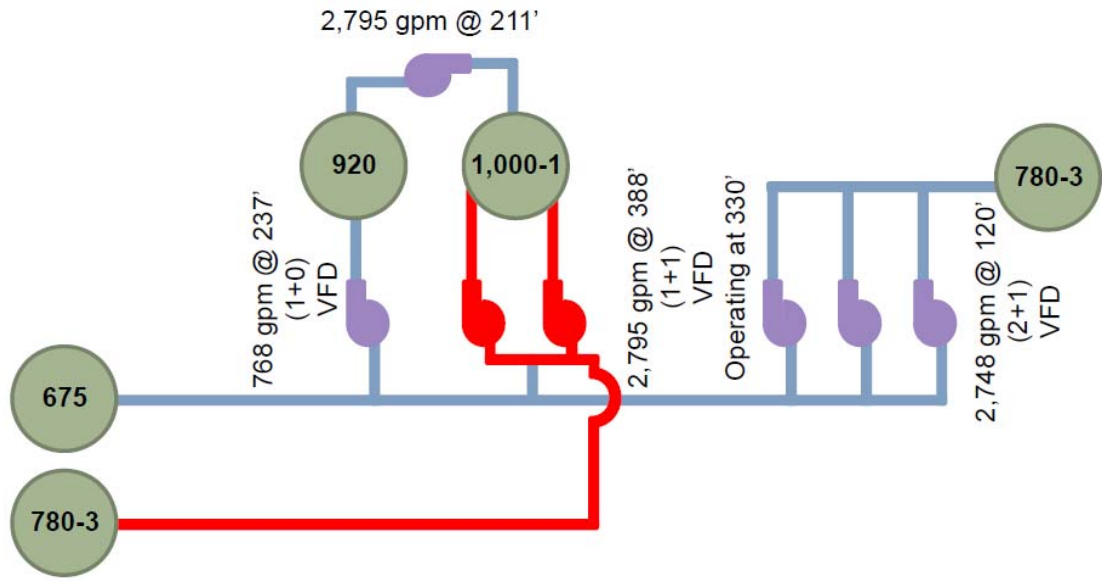 2,795 gpm @ 211’
920
1,000-1
780-3
768 gpm @ 237’
(1+0)
VFD
2,795 gpm @ 388’
(1+1)
VFD
Operating at 330’
2,748 gpm @ 120’
(2+1)
VFD
675
780-3